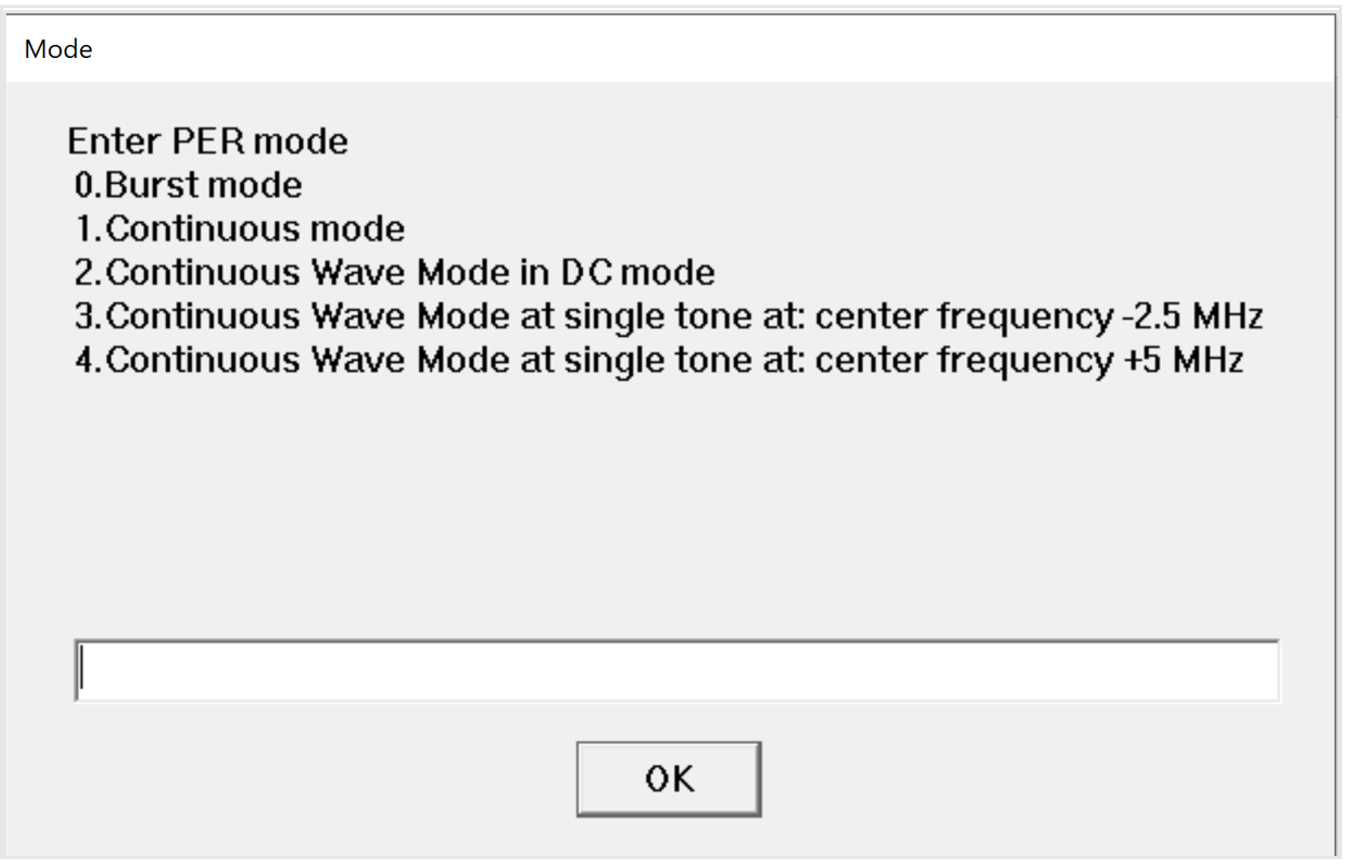 Mode
Enter PER mode
0.Burst mode
1.Continuous mode
2.Continuous Wave Mode in DC mode
3.Continuous Wave Mode at single tone at: center frequency -2.5 MHz
4.Continuous Wave Mode at single tone at: center frequency +5 MHz
OK